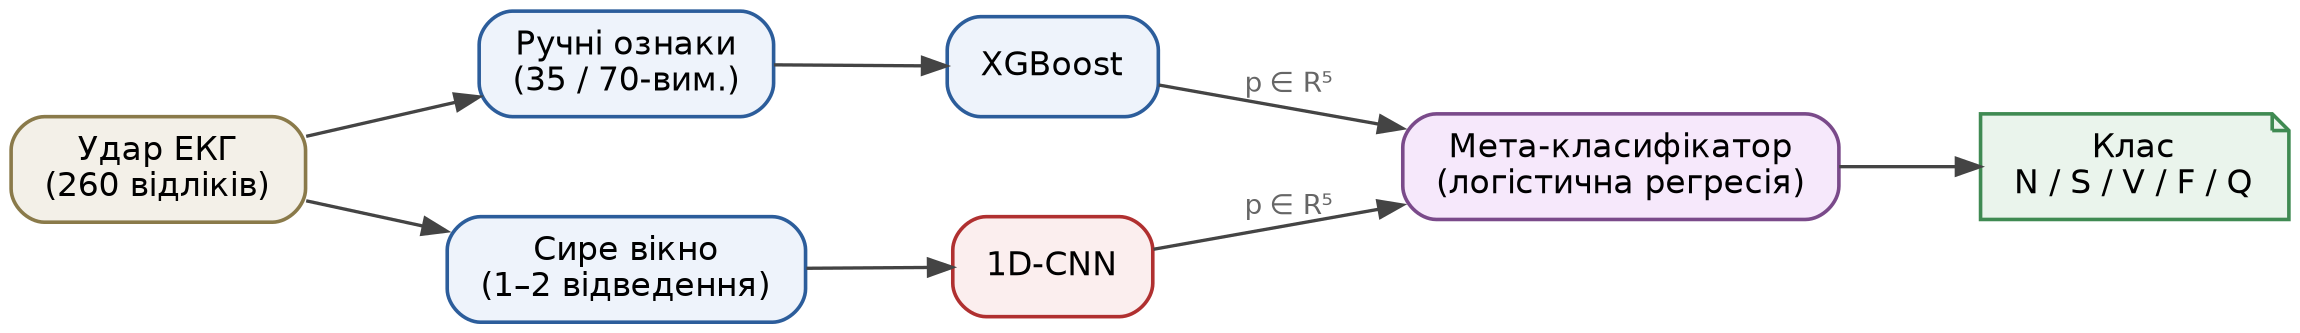 Удар ЕКГ
(260 відліків)
Ручні ознаки
(35 / 70-вим.)
XGBoost
p ∈ R⁵
Сире вікно
(1–2 відведення)
1D-CNN
p ∈ R⁵
Мета-класифікатор
(логістична регресія)
Клас
N / S / V / F / Q